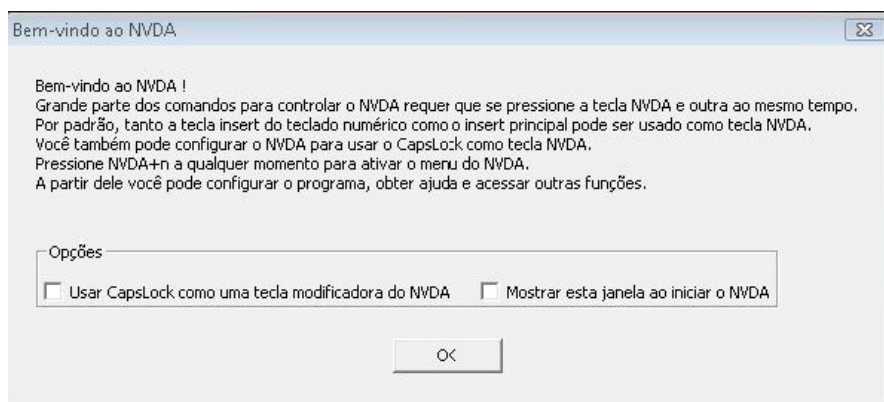 Bem-vindo ao NVDA
Bem-vindo ao NVDA !
Grande parte dos comandos para controlar o NVDA requer que se pressione a tecla NVDA e outra ao mesmo tempo.
Por padrão, tanto a tecla insert do teclado numérico como o insert principal pode ser usado como tecla NVDA.
Você também pode configurar o NVDA para usar o CapsLock como tecla NVDA.
Pressione NVDA+n a qualquer momento para ativar o menu do NVDA.
A partir dele você pode configurar o programa, obter ajuda e acessar outras funções.
Opções
Usar CapsLock como uma tecla modificadora do NVDA Mostrar esta janela ao iniciar o NVDA
OK